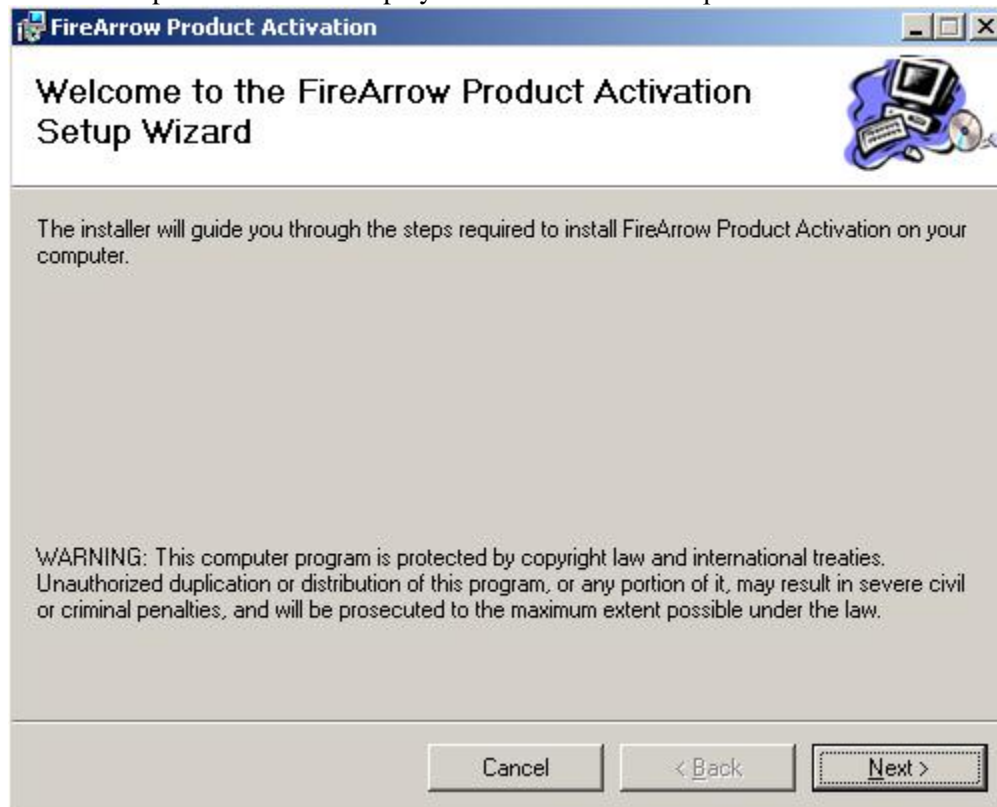 FireArrow Product Activation
Welcome to the FireArrow Product Activation
Setup Wizard
The installer will guide you through the steps required to install FireArrow Product Activation on your
computer.
WARNING: This computer program is protected by copyright law and international treaties.
Unauthorized duplication or distribution of this program, or any portion of it, may result in severe civil
or criminal penalties, and will be prosecuted to the maximum extent possible under the law.
Cancel
< Back
Next >